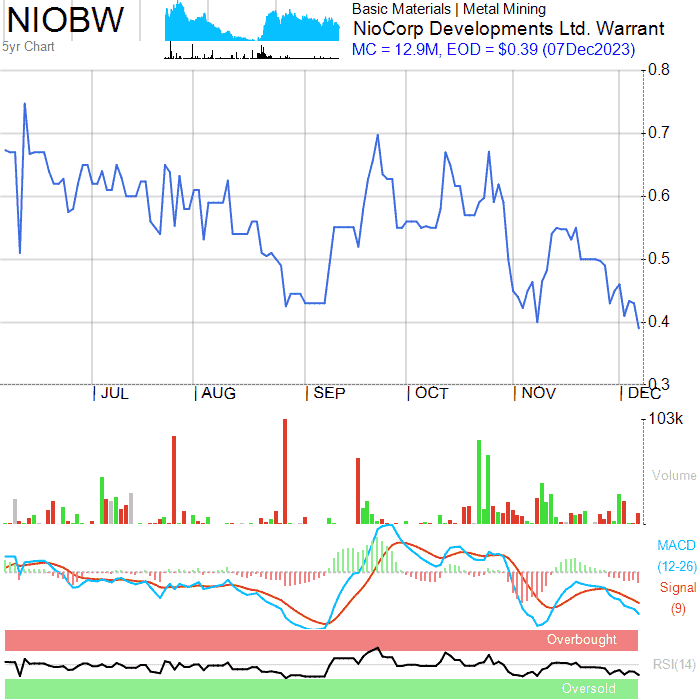 NIOBW
5yr Chart
Basic Materials | Metal Mining
NioCorp Developments Ltd. Warrant
MC = 12.9M, EOD = $0.39 (07Dec2023)
0.8
0.7
0.6
0.5
0.4
0.3
JUL AUG SEP OCT NOV DEC
103k
Volume
MACD
(12-26)
Signal
(9)
Overbought
RSI(14)
Oversold